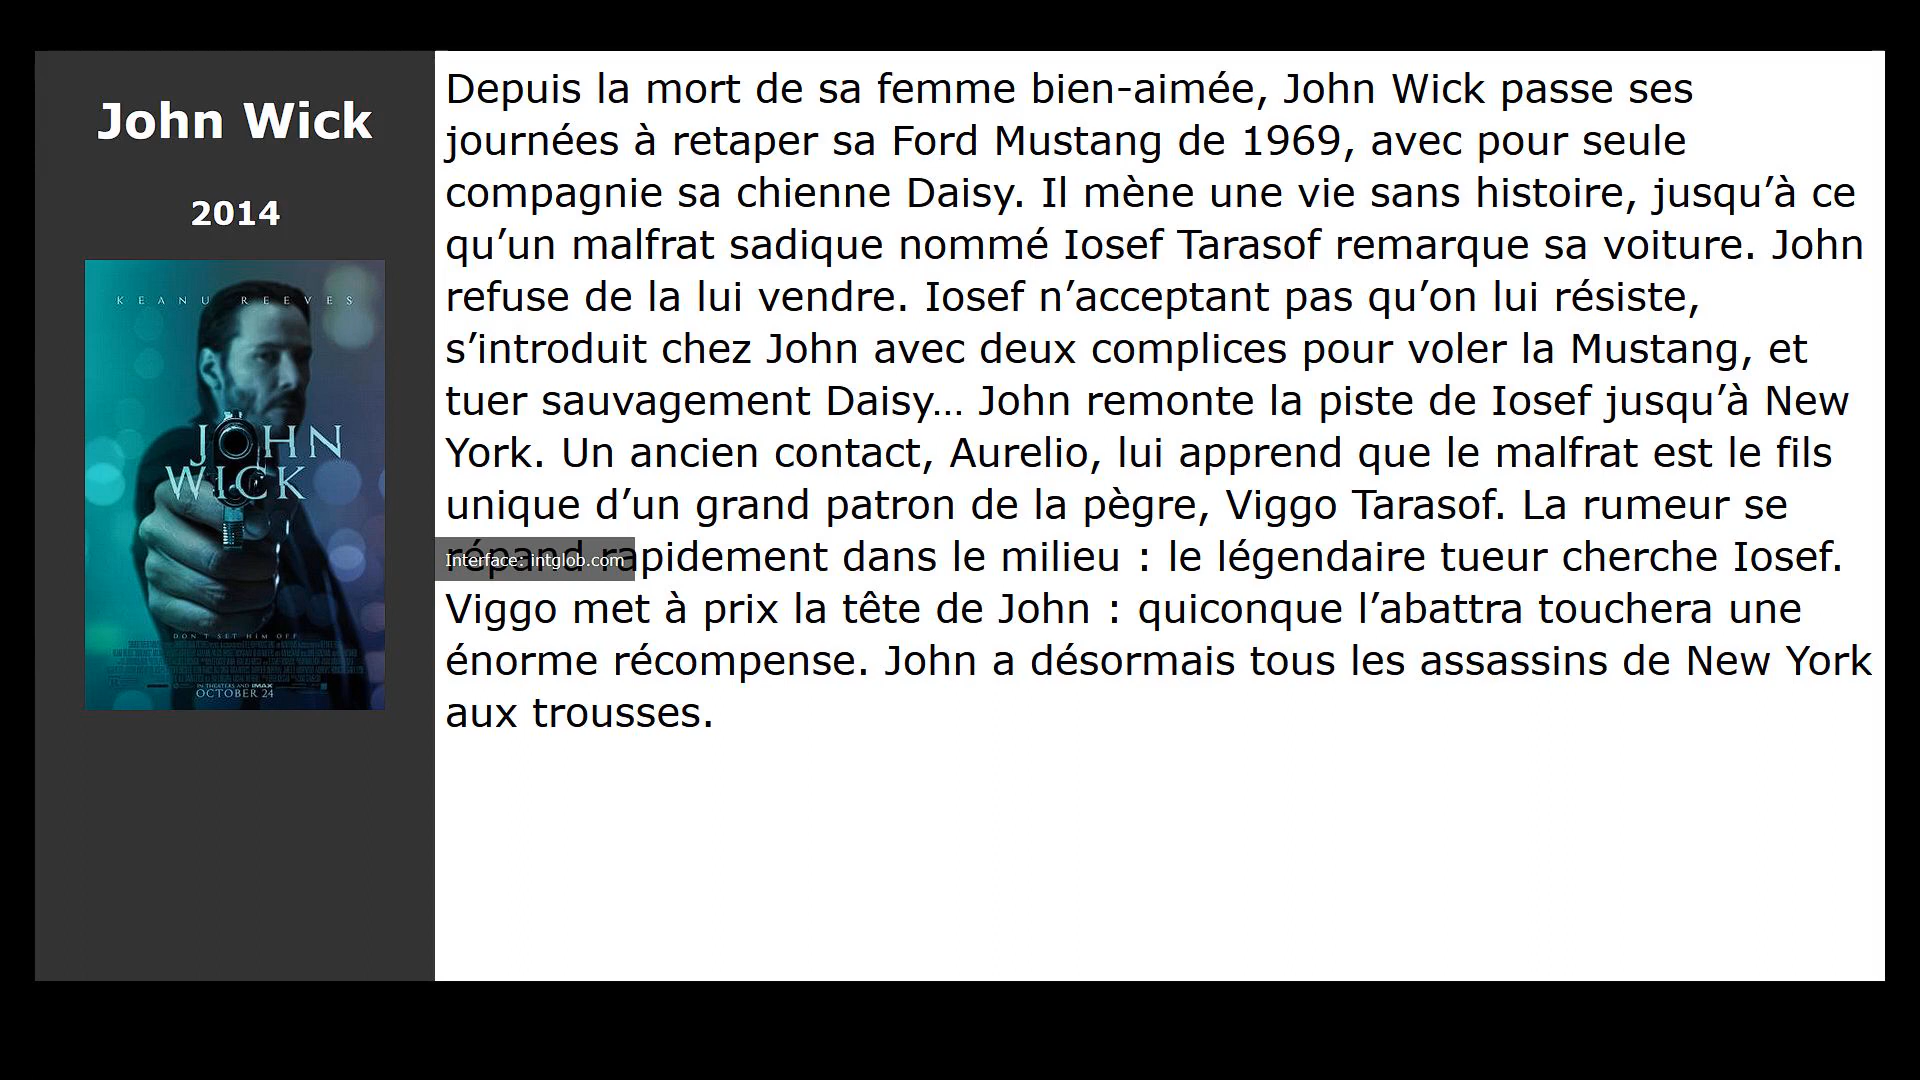 John Wick
2014
KEANU REEVES
JOHN
WICK
DON'T SET HIM OFF
IN THEATERS AND IMAX
OCTOBER 24
Depuis la mort de sa femme bien-aimée, John Wick passe ses
journées à retaper sa Ford Mustang de 1969, avec pour seule
compagnie sa chienne Daisy. Il mène une vie sans histoire, jusqu’à ce
qu’un malfrat sadique nommé Iosef Tarasof remarque sa voiture. John
refuse de la lui vendre. Iosef n’acceptant pas qu’on lui résiste,
s’introduit chez John avec deux complices pour voler la Mustang, et
tuer sauvagement Daisy… John remonte la piste de Iosef jusqu’à New
York. Un ancien contact, Aurelio, lui apprend que le malfrat est le fils
unique d’un grand patron de la pègre, Viggo Tarasof. La rumeur se
répand rapidement dans le milieu : le légendaire tueur cherche Iosef.
Interface: intglob.com
Viggo met à prix la tête de John : quiconque l’abattra touchera une
énorme récompense. John a désormais tous les assassins de New York
aux trousses.